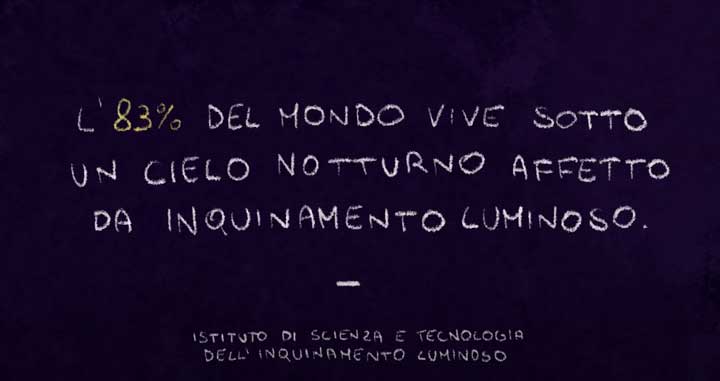 L'83% DEL MONDO VIVE SOTTO
UN CIELO NOTTURNO AFFETTO
DA INQUINAMENTO LUMINOSO.
–
ISTITUTO DI SCIENZA E TECNOLOGIA
DELL'INQUINAMENTO LUMINOSO